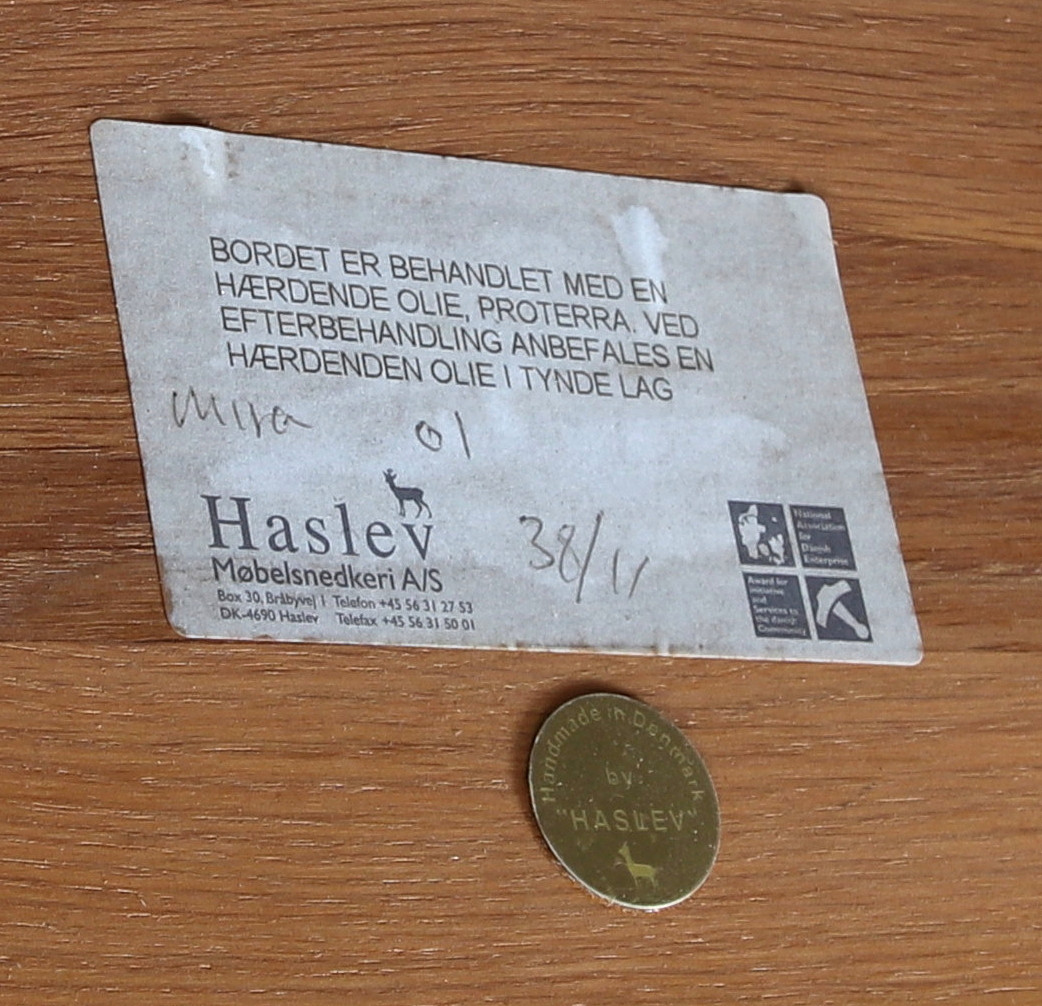 BORDET ER BEHANDLET MED EN
HÆRDENDE OLIE, PROTERRA. VED
EFTERBEHANDLING ANBEFALES EN
HÆRDENDEN OLIE I TYNDE LAG
01
Haslev
38/11
Møbelsnedkeri A/S
Box 30, Bråbyvej 1 Telefon +45 56 31 27 53
DK-4690 Haslev Telefax +45 56 31 50 01
National
Association
for
Danish
Enterprise
Award for
initiative
and
Services to
the
Community
Handmade in Denmark
by
"HASLEV"